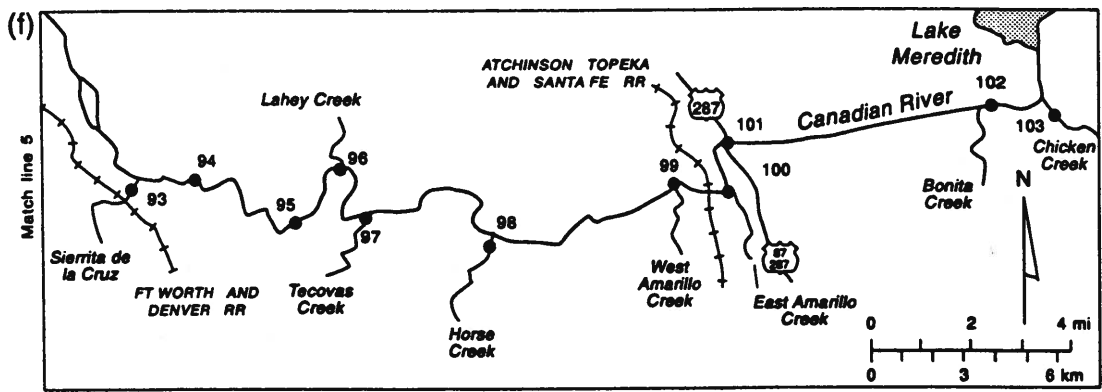 (f)
Match line 5
93
94
95
96
97
98
99
100
101
102
103
Sierrita de
la Cruz
FT WORTH AND
DENVER RR
Lahey Creek
Tecovas
Creek
Horse
Creek
ATCHINSON TOPEKA
AND SANTA FE RR
287
West
Amarillo
Creek
87
287
East Amarillo
Creek
Canadian River
Lake
Meredith
Bonita
Creek
Chicken
Creek
N
0 2 4 mi
0 3 6 km